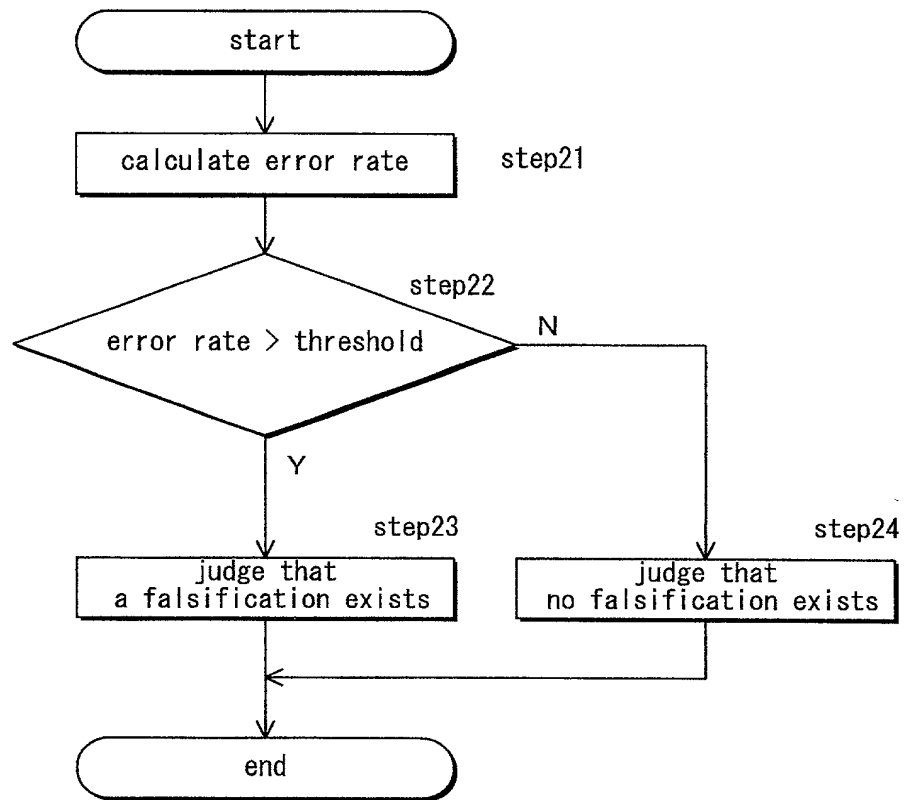 start
calculate error rate
step21
step22
error rate > threshold
N
Y
step23
judge that
a falsification exists
step24
judge that
no falsification exists
end